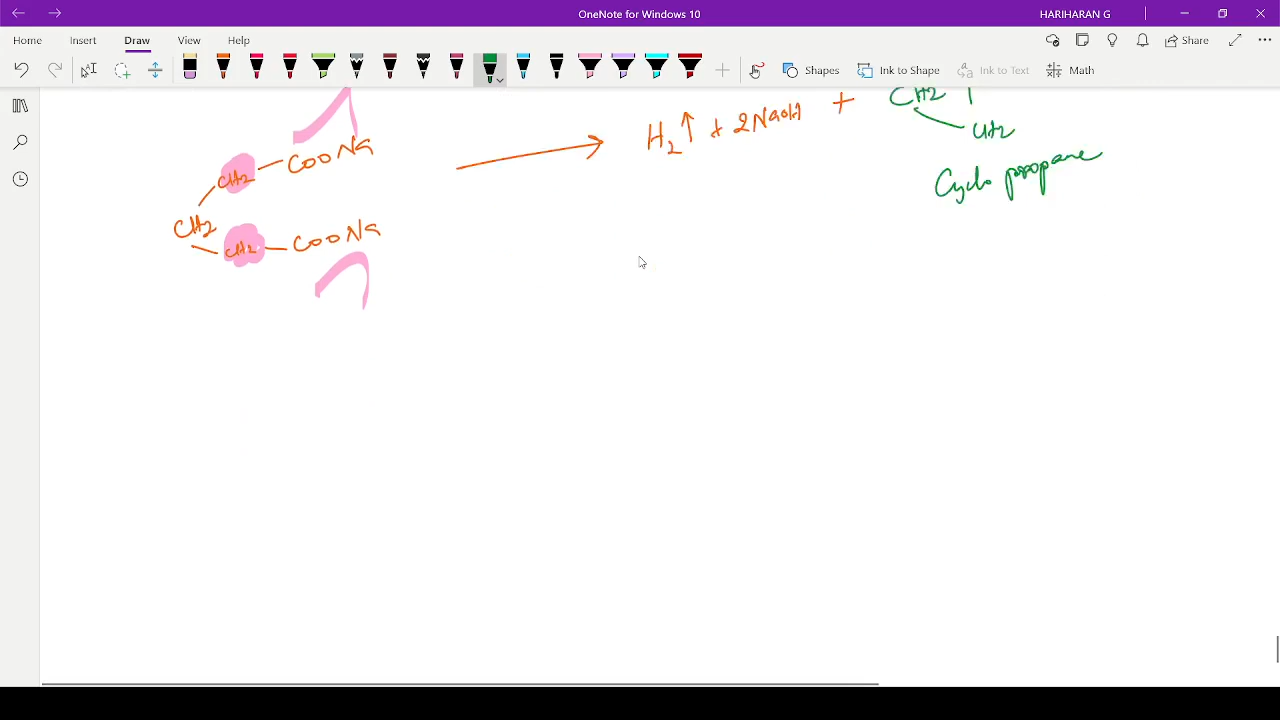 OneNote for Windows 10
HARIHARAN G
Home Insert Draw View Help
Share
Shapes Ink to Shape Ink to Text Math
CH2
H2↑ + 2NaOH +
CH2
CH2 — COONa
Cyclo propane
CH2
CH2 — COONa